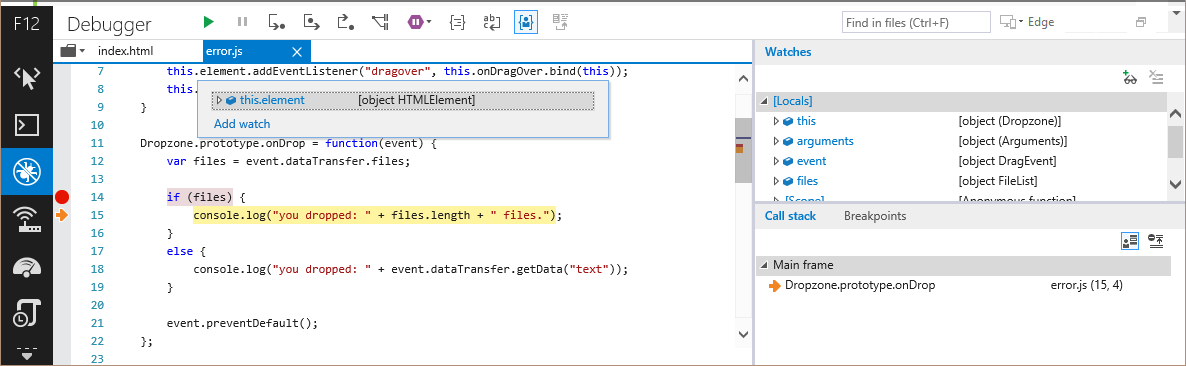 F12 Debugger Find in files (Ctrl+F) Edge
index.html error.js
7 this.element.addEventListener("dragover", this.onDragOver.bind(this));
8 this.
this.element [object HTMLElement]
Add watch
9 }
10
11 Dropzone.prototype.onDrop = function(event) {
12 var files = event.dataTransfer.files;
13
14 if (files) {
15 console.log("you dropped: " + files.length + " files.");
16 }
17 else {
18 console.log("you dropped: " + event.dataTransfer.getData("text"));
19 }
20
21 event.preventDefault();
22 };
23
Watches
[Locals]
this [object (Dropzone)]
arguments [object (Arguments)]
event [object DragEvent]
files [object FileList]
[Scope] [Anonymous function]
Call stack Breakpoints
Main frame
Dropzone.prototype.onDrop error.js (15, 4)